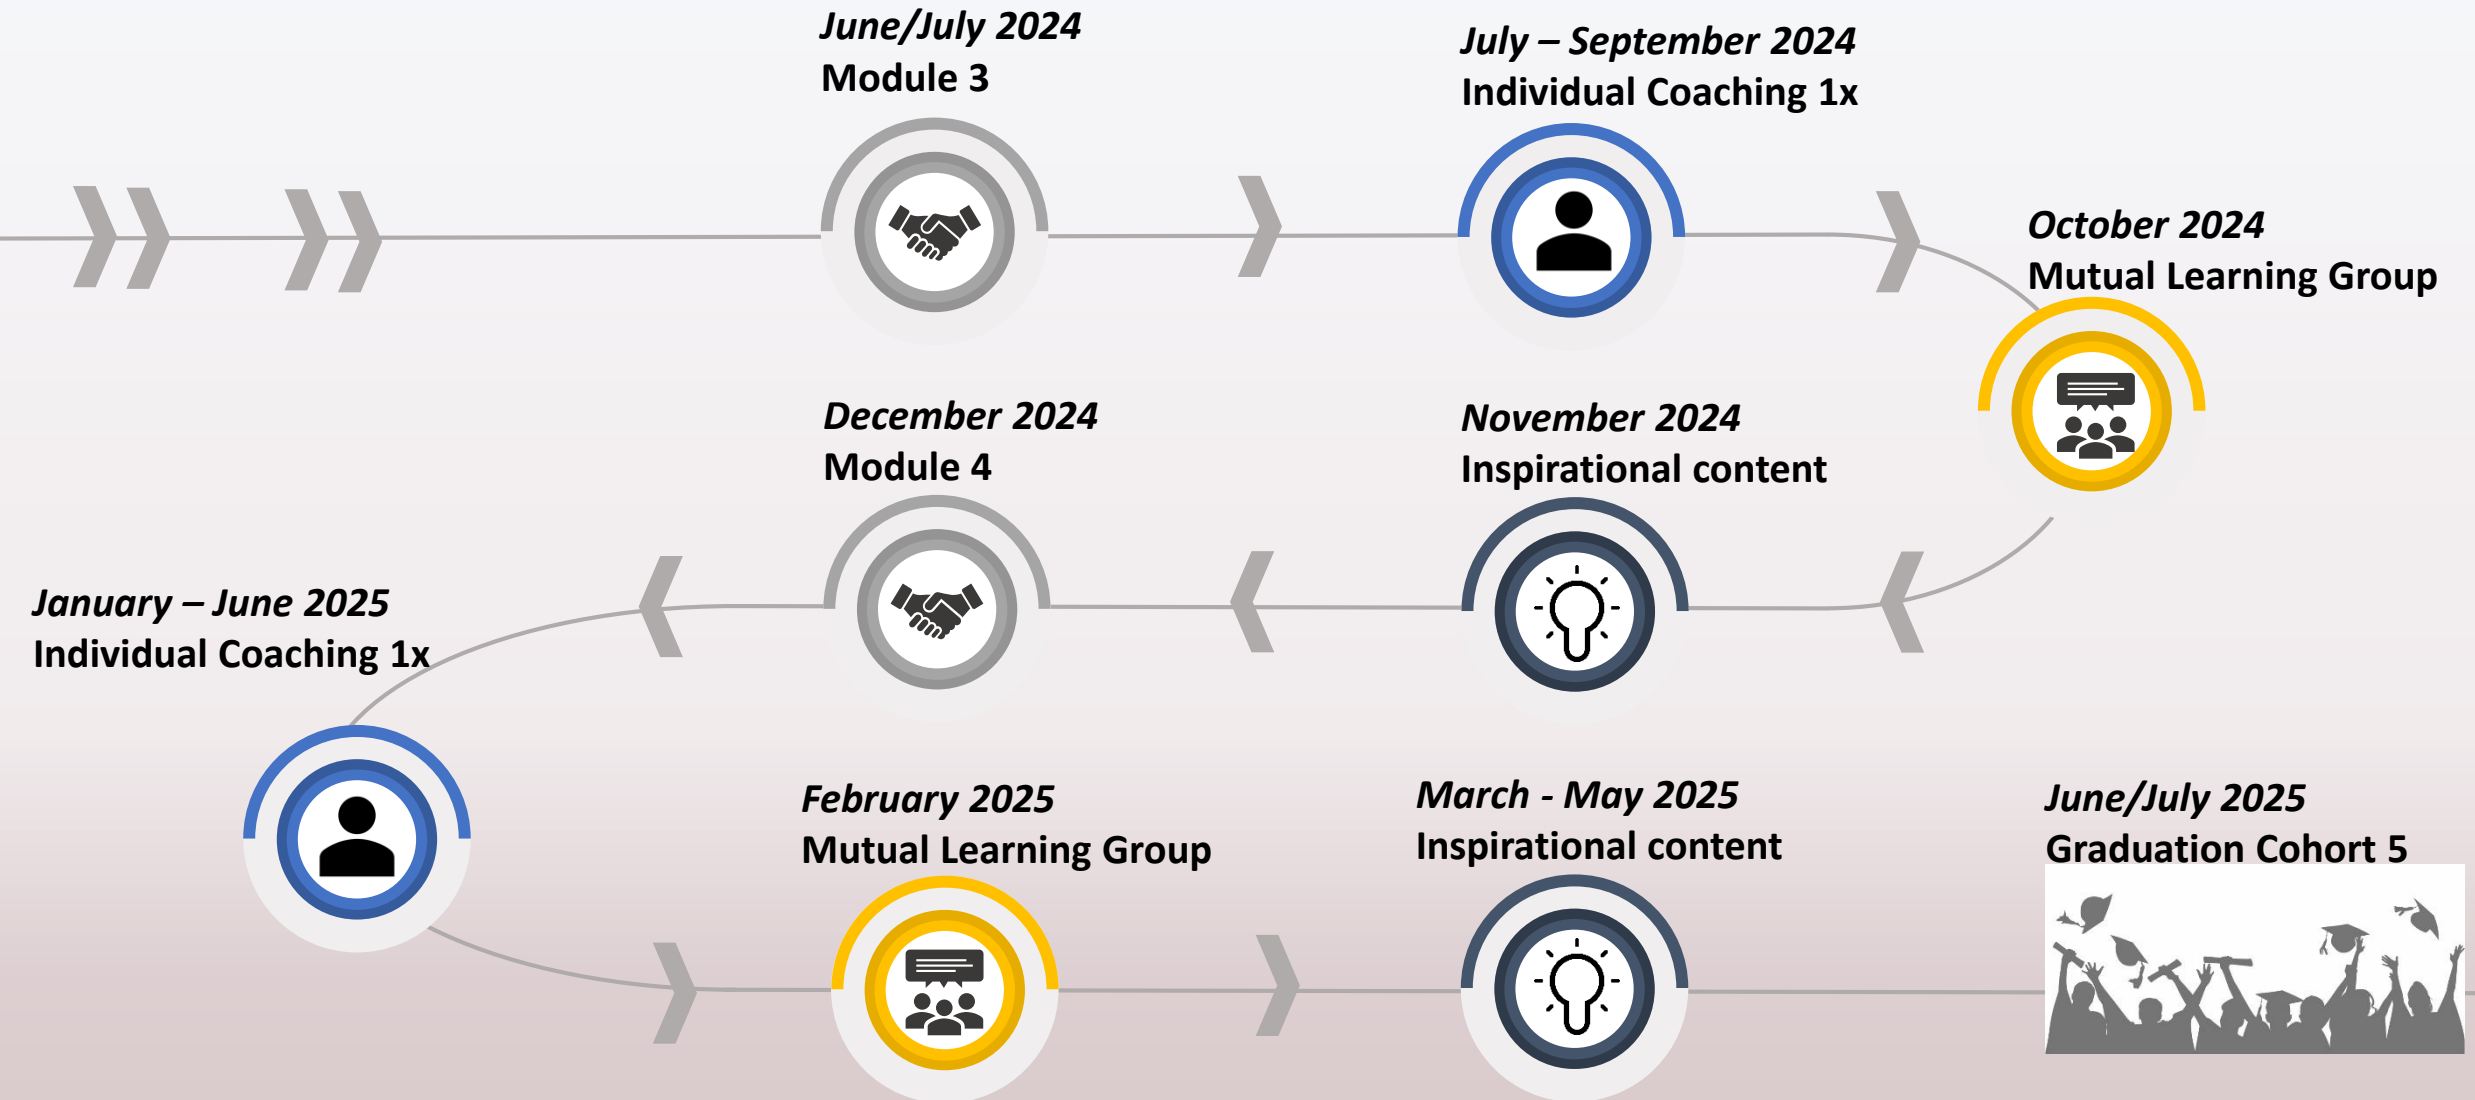 June/July 2024
Module 3
July – September 2024
Individual Coaching 1x
October 2024
Mutual Learning Group
November 2024
Inspirational content
December 2024
Module 4
January – June 2025
Individual Coaching 1x
February 2025
Mutual Learning Group
March - May 2025
Inspirational content
June/July 2025
Graduation Cohort 5